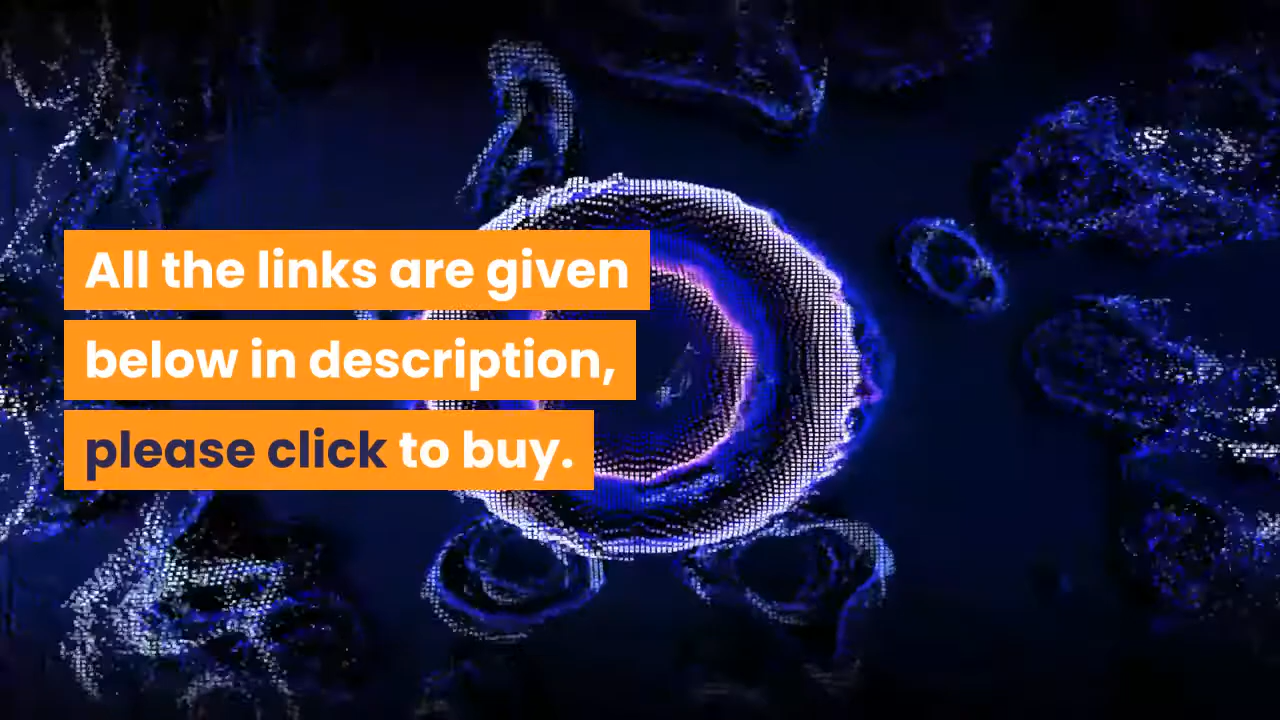 All the links are given
below in description,
please click to buy.